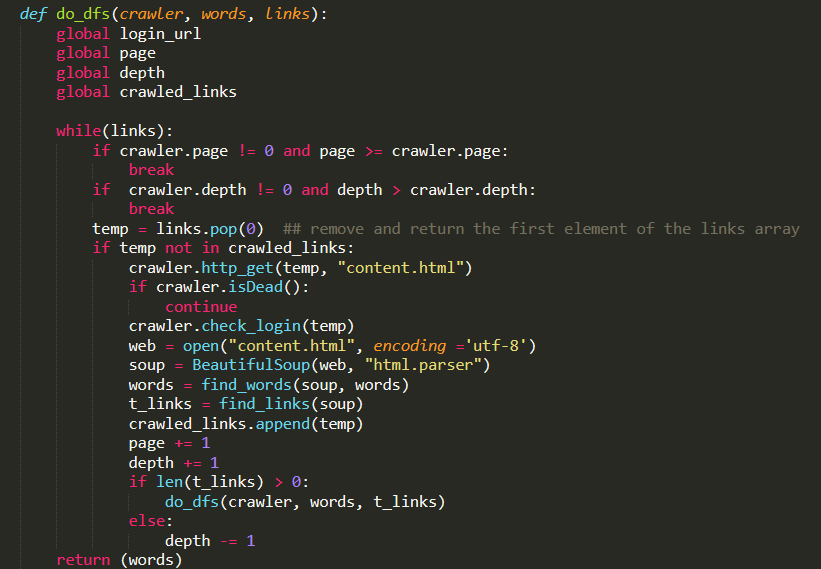 def do_dfs(crawler, words, links):
    global login_url
    global page
    global depth
    global crawled_links

    while(links):
        if crawler.page != 0 and page >= crawler.page:
            break
        if  crawler.depth != 0 and depth > crawler.depth:
            break
        temp = links.pop(0)  ## remove and return the first element of the links array
        if temp not in crawled_links:
            crawler.http_get(temp, "content.html")
            if crawler.isDead():
                continue
            crawler.check_login(temp)
            web = open("content.html", encoding ='utf-8')
            soup = BeautifulSoup(web, "html.parser")
            words = find_words(soup, words)
            t_links = find_links(soup)
            crawled_links.append(temp)
            page += 1
            depth += 1
            if len(t_links) > 0:
                do_dfs(crawler, words, t_links)
            else:
                depth -= 1
    return (words)